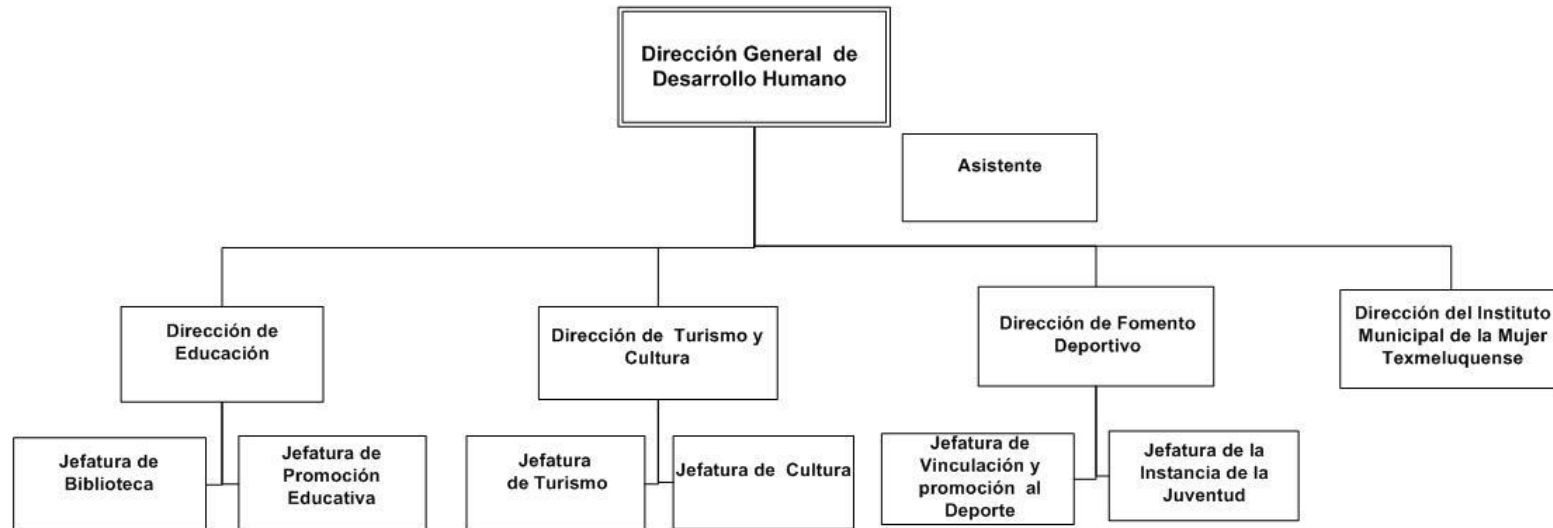 Dirección General de
Desarrollo Humano
Asistente
Dirección de
Educación
Dirección de Turismo y
Cultura
Dirección de Fomento
Deportivo
Dirección del Instituto
Municipal de la Mujer
Texmeluquense
Jefatura de
Biblioteca
Jefatura de
Promoción
Educativa
Jefatura
de Turismo
Jefatura de Cultura
Jefatura de
Vinculación y
promoción al
Deporte
Jefatura de la
Instancia de la
Juventud